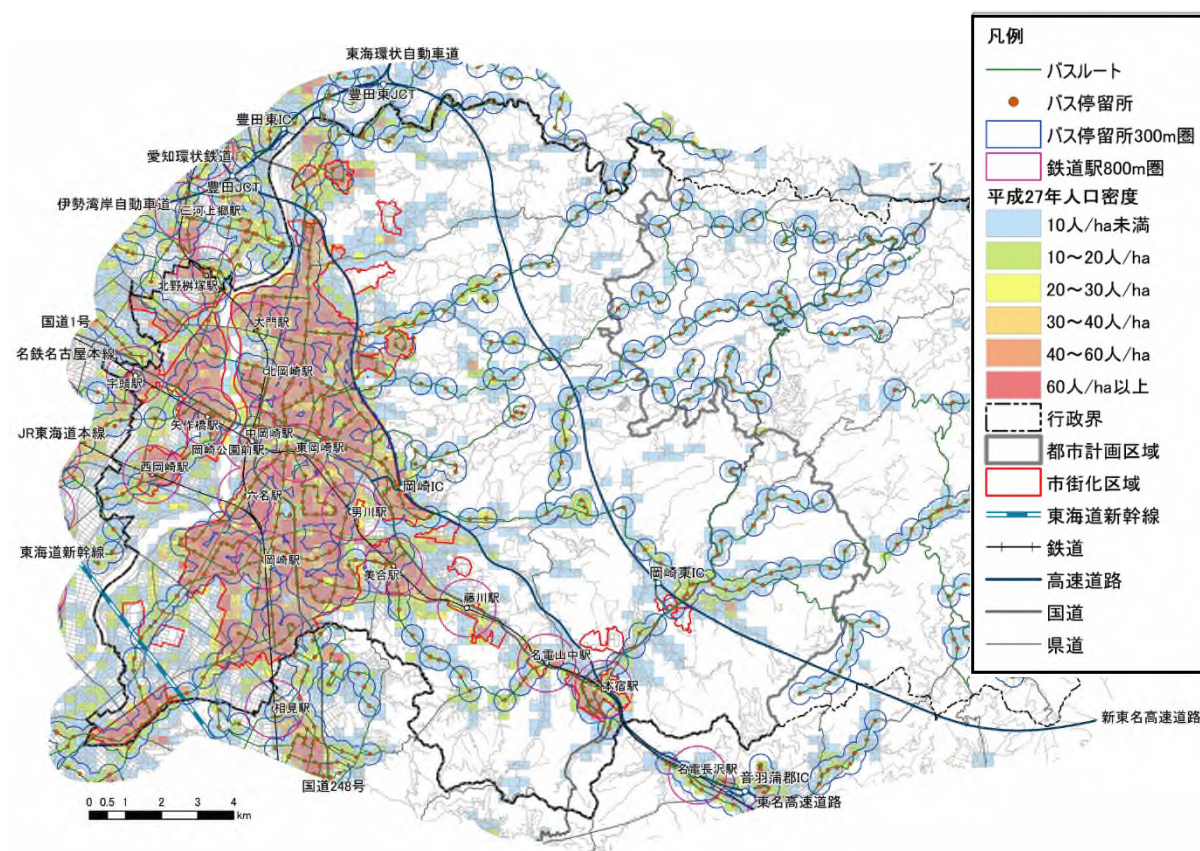 凡例
バスルート
バス停留所
バス停留所300m圏
鉄道駅800m圏
平成27年人口密度
10人/ha未満
10～20人/ha
20～30人/ha
30～40人/ha
40～60人/ha
60人/ha以上
行政界
都市計画区域
市街化区域
東海道新幹線
鉄道
高速道路
国道
県道
東海環状自動車道
豊田東JCT
豊田東IC
愛知環状鉄道
豊田JCT
伊勢湾岸自動車道
三河上郷駅
北野桝塚駅
国道1号
大門駅
名鉄名古屋本線
宇頭駅
北岡崎駅
矢作橋駅
JR東海道本線
中岡崎駅
岡崎公園前駅
東岡崎駅
西岡崎駅
岡崎IC
六名駅
男川駅
東海道新幹線
岡崎駅
美合駅
岡崎東IC
藤川駅
名電山中駅
本宿駅
相見駅
新東名高速道路
名電長沢駅
音羽蒲郡IC
国道248号
東名高速道路
0 0.5 1 2 3 4
km